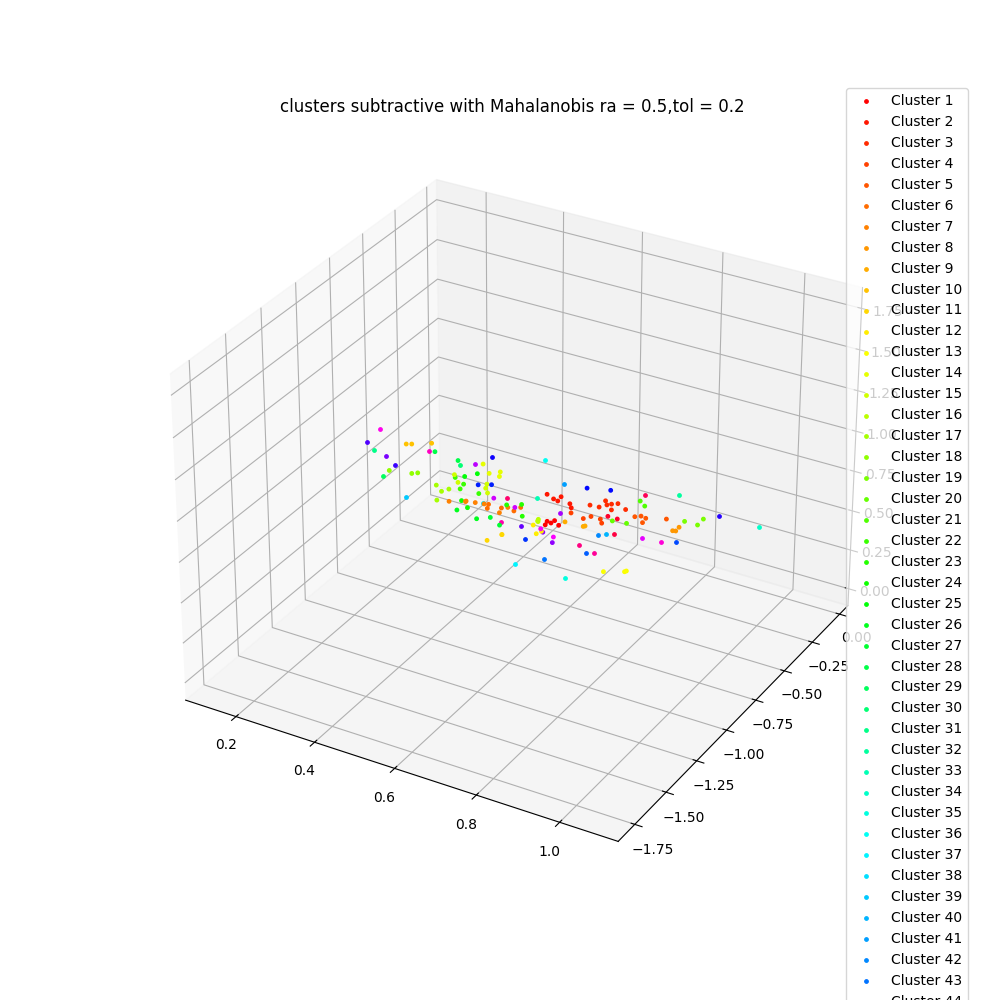 clusters subtractive with Mahalanobis ra = 0.5,tol = 0.2
Cluster 1
Cluster 2
Cluster 3
Cluster 4
Cluster 5
Cluster 6
Cluster 7
Cluster 8
Cluster 9
Cluster 10
Cluster 11
Cluster 12
Cluster 13
Cluster 14
Cluster 15
Cluster 16
Cluster 17
Cluster 18
Cluster 19
Cluster 20
Cluster 21
Cluster 22
Cluster 23
Cluster 24
Cluster 25
Cluster 26
Cluster 27
Cluster 28
Cluster 29
Cluster 30
Cluster 31
Cluster 32
Cluster 33
Cluster 34
Cluster 35
Cluster 36
Cluster 37
Cluster 38
Cluster 39
Cluster 40
Cluster 41
Cluster 42
Cluster 43
Cluster 44
1.75
1.50
1.25
1.00
0.75
0.50
0.25
0.00
0.00
−0.25
−0.50
−0.75
−1.00
−1.25
−1.50
−1.75
0.2
0.4
0.6
0.8
1.0